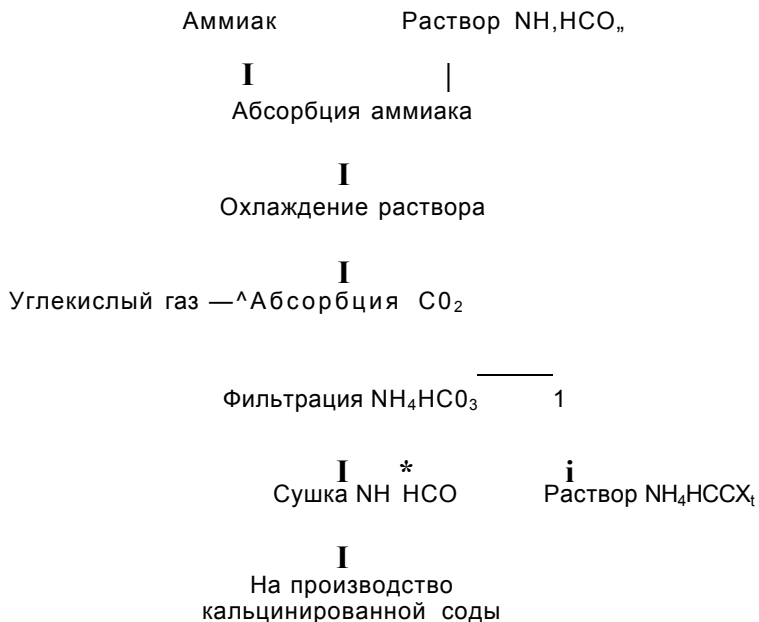 Аммиак Раствор NH,HCO„
I |
Абсорбция аммиака
I
Охлаждение раствора
I
Углекислый газ —^Абсорбция С0₂
Фильтрация NH₄HC0₃ 1
I * i
Сушка NH HCO Раствор NH₄HCCX_t
I
На производство
кальцинированной соды